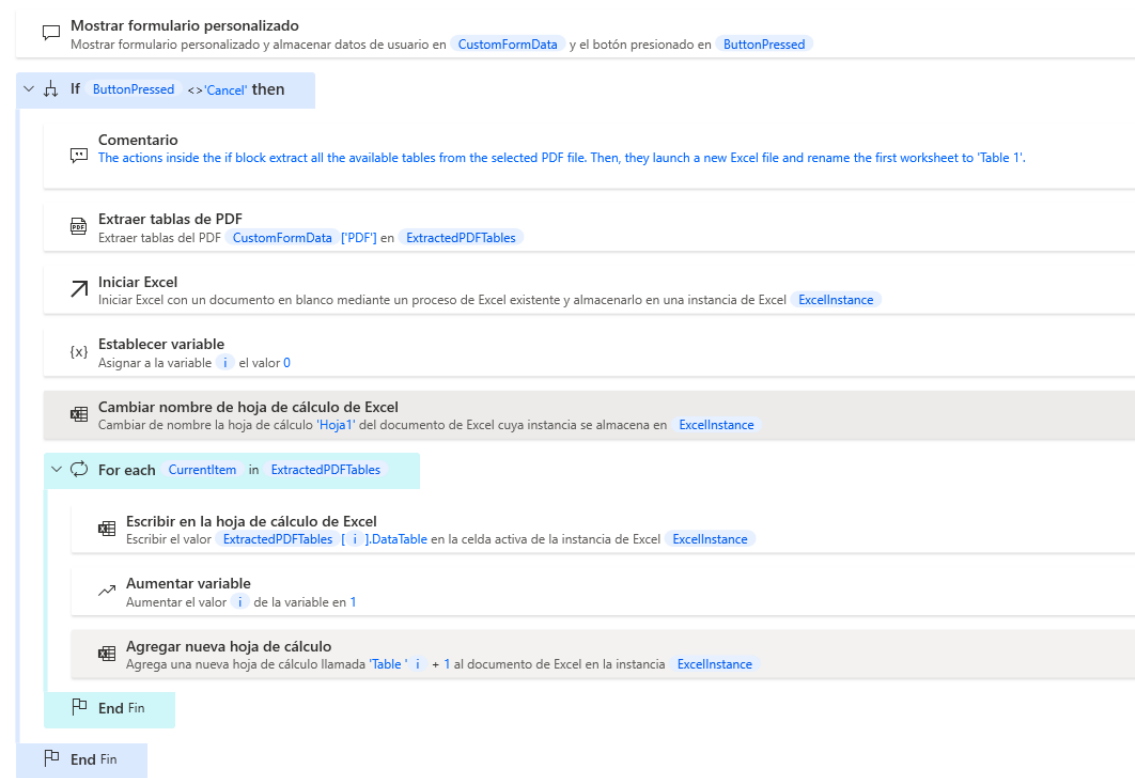 Mostrar formulario personalizado
Mostrar formulario personalizado y almacenar datos de usuario en CustomFormData y el botón presionado en ButtonPressed
If ButtonPressed <>'Cancel' then
Comentario
The actions inside the if block extract all the available tables from the selected PDF file. Then, they launch a new Excel file and rename the first worksheet to 'Table 1'.
Extraer tablas de PDF
Extraer tablas del PDF CustomFormData ['PDF'] en ExtractedPDFTables
Iniciar Excel
Iniciar Excel con un documento en blanco mediante un proceso de Excel existente y almacenarlo en una instancia de Excel ExcelInstance
{x} Establecer variable
Asignar a la variable i el valor 0
Cambiar nombre de hoja de cálculo de Excel
Cambiar de nombre la hoja de cálculo 'Hoja1' del documento de Excel cuya instancia se almacena en ExcelInstance
For each CurrentItem in ExtractedPDFTables
Escribir en la hoja de cálculo de Excel
Escribir el valor ExtractedPDFTables [ i ].DataTable en la celda activa de la instancia de Excel ExcelInstance
Aumentar variable
Aumentar el valor i de la variable en 1
Agregar nueva hoja de cálculo
Agrega una nueva hoja de cálculo llamada 'Table ' i + 1 al documento de Excel en la instancia ExcelInstance
End Fin
End Fin